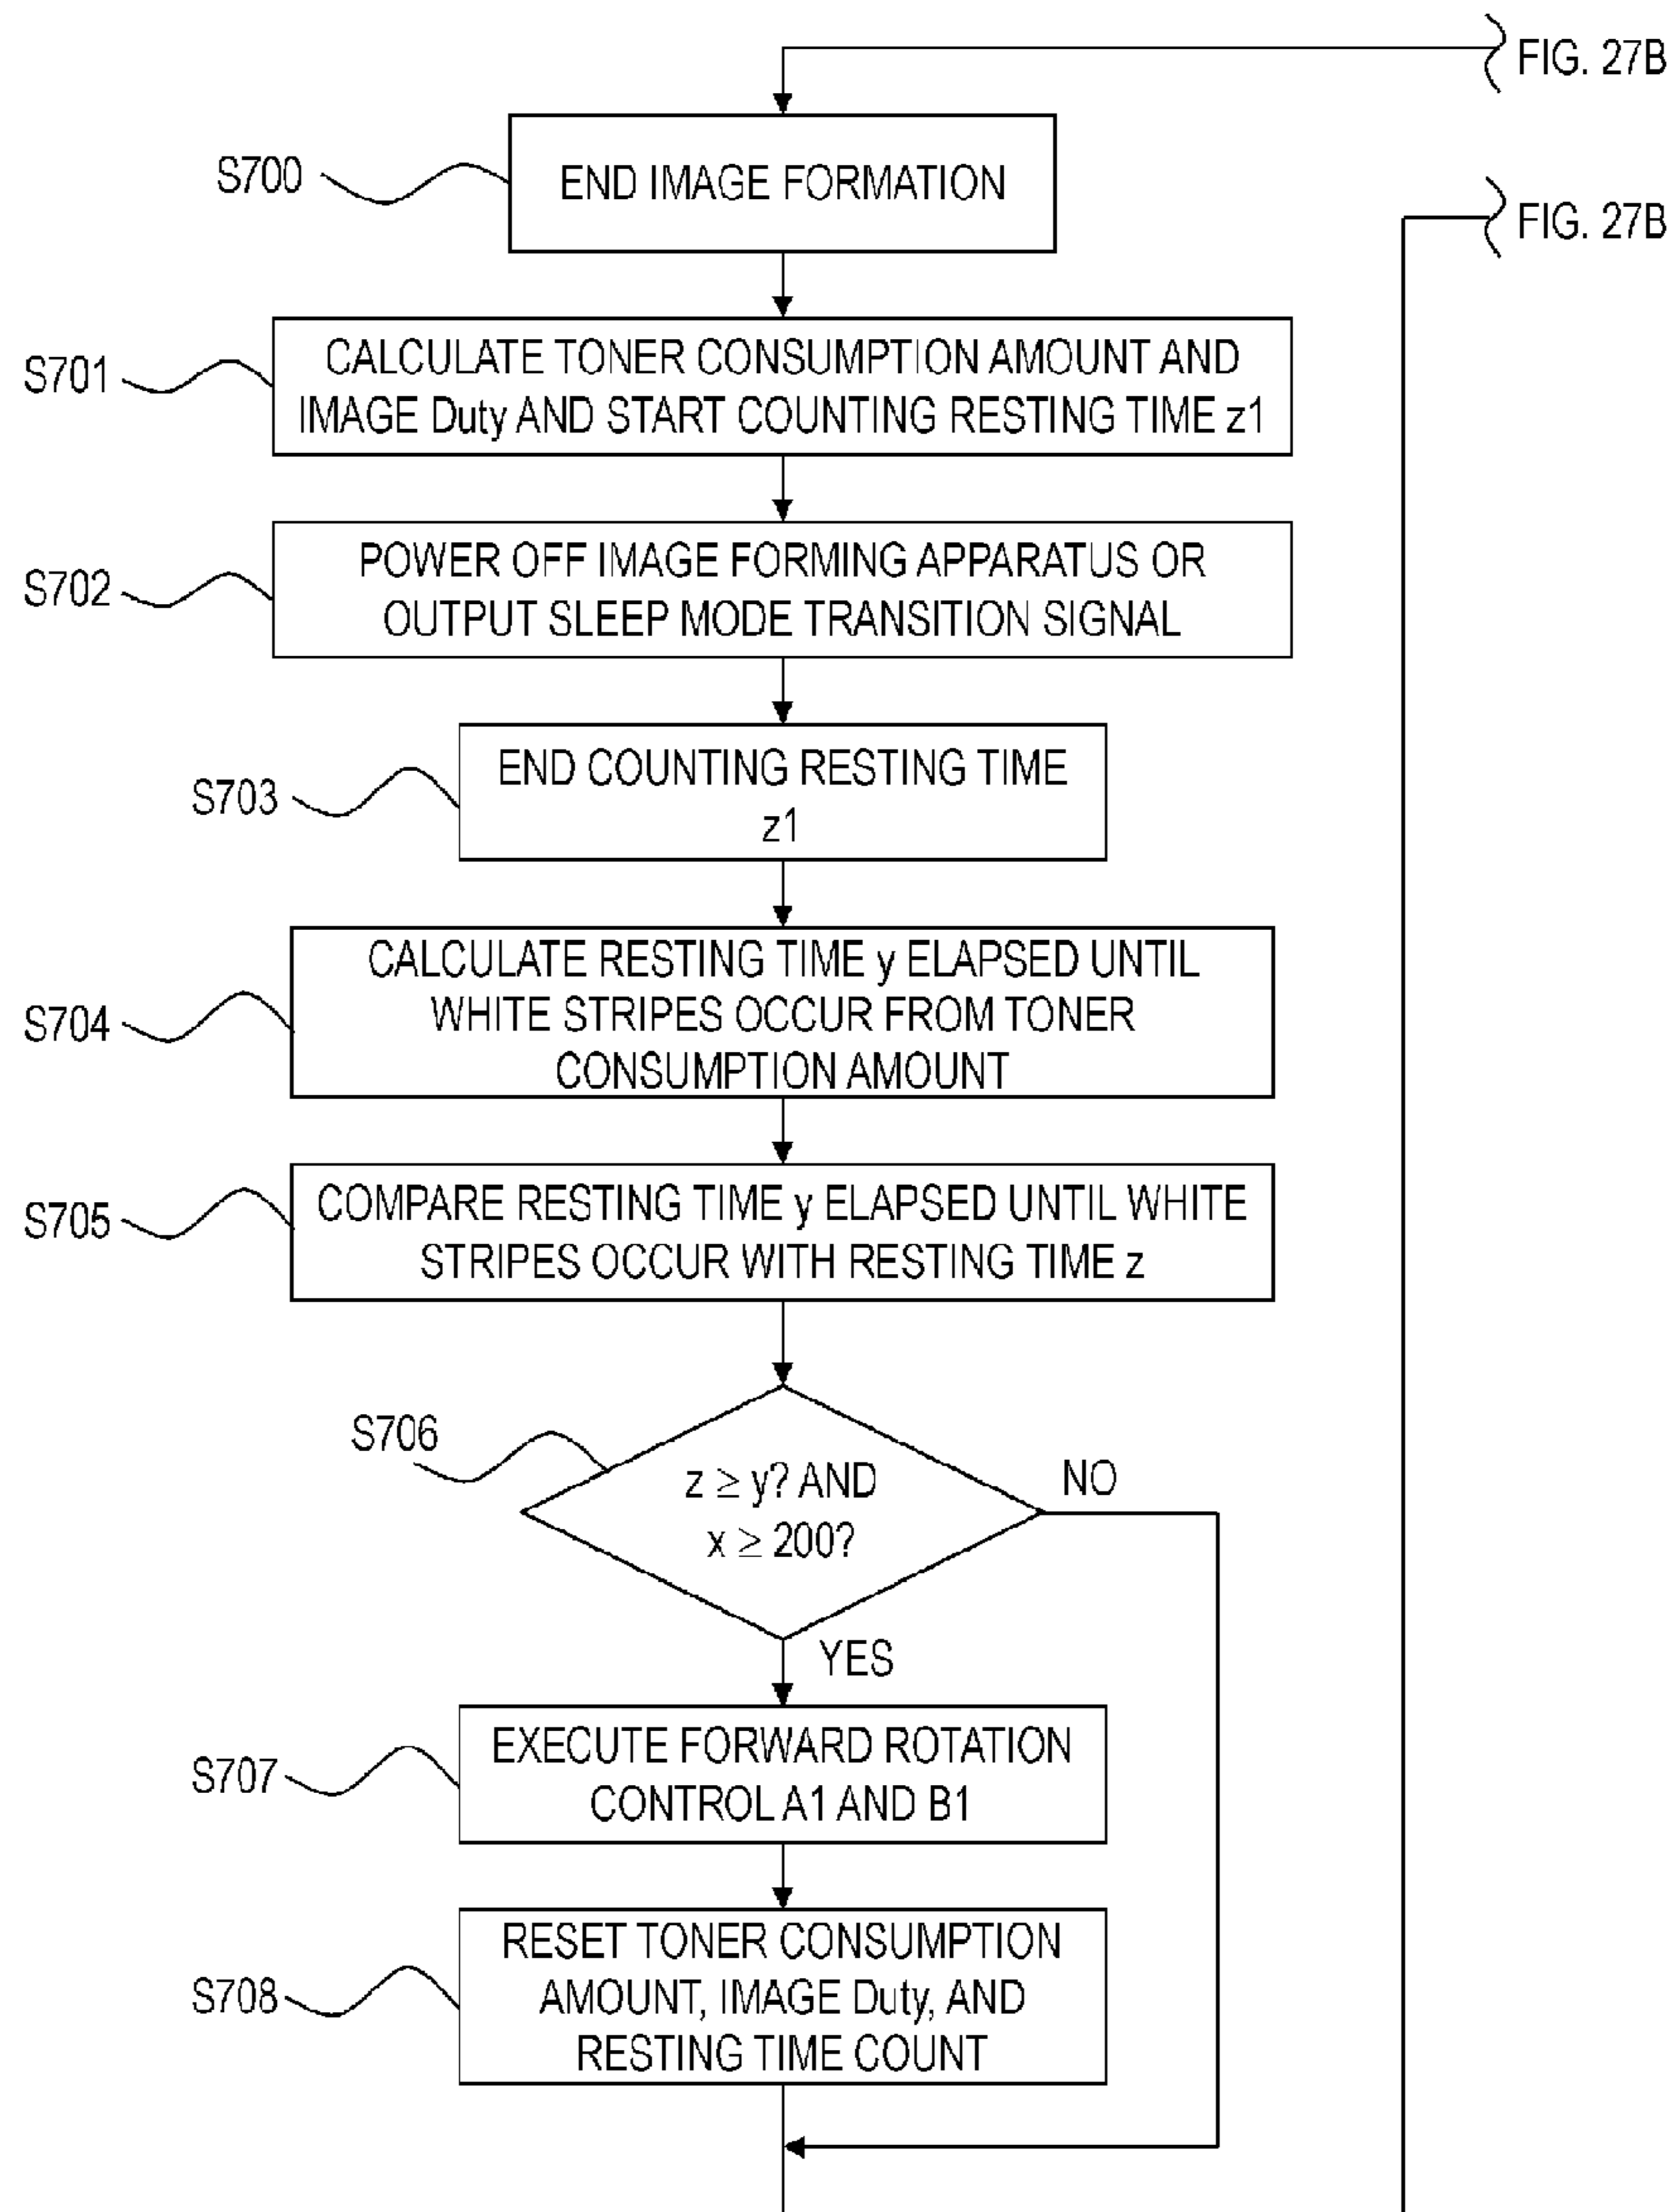 FIG. 27B
S700
END IMAGE FORMATION
FIG. 27B
S701
CALCULATE TONER CONSUMPTION AMOUNT AND
IMAGE Duty AND START COUNTING RESTING TIME z1
S702
POWER OFF IMAGE FORMING APPARATUS OR
OUTPUT SLEEP MODE TRANSITION SIGNAL
S703
END COUNTING RESTING TIME
z1
S704
CALCULATE RESTING TIME y ELAPSED UNTIL
WHITE STRIPES OCCUR FROM TONER
CONSUMPTION AMOUNT
S705
COMPARE RESTING TIME y ELAPSED UNTIL WHITE
STRIPES OCCUR WITH RESTING TIME z
S706
z ≥ y? AND
x ≥ 200?
NO
YES
S707
EXECUTE FORWARD ROTATION
CONTROL A1 AND B1
S708
RESET TONER CONSUMPTION
AMOUNT, IMAGE Duty, AND
RESTING TIME COUNT